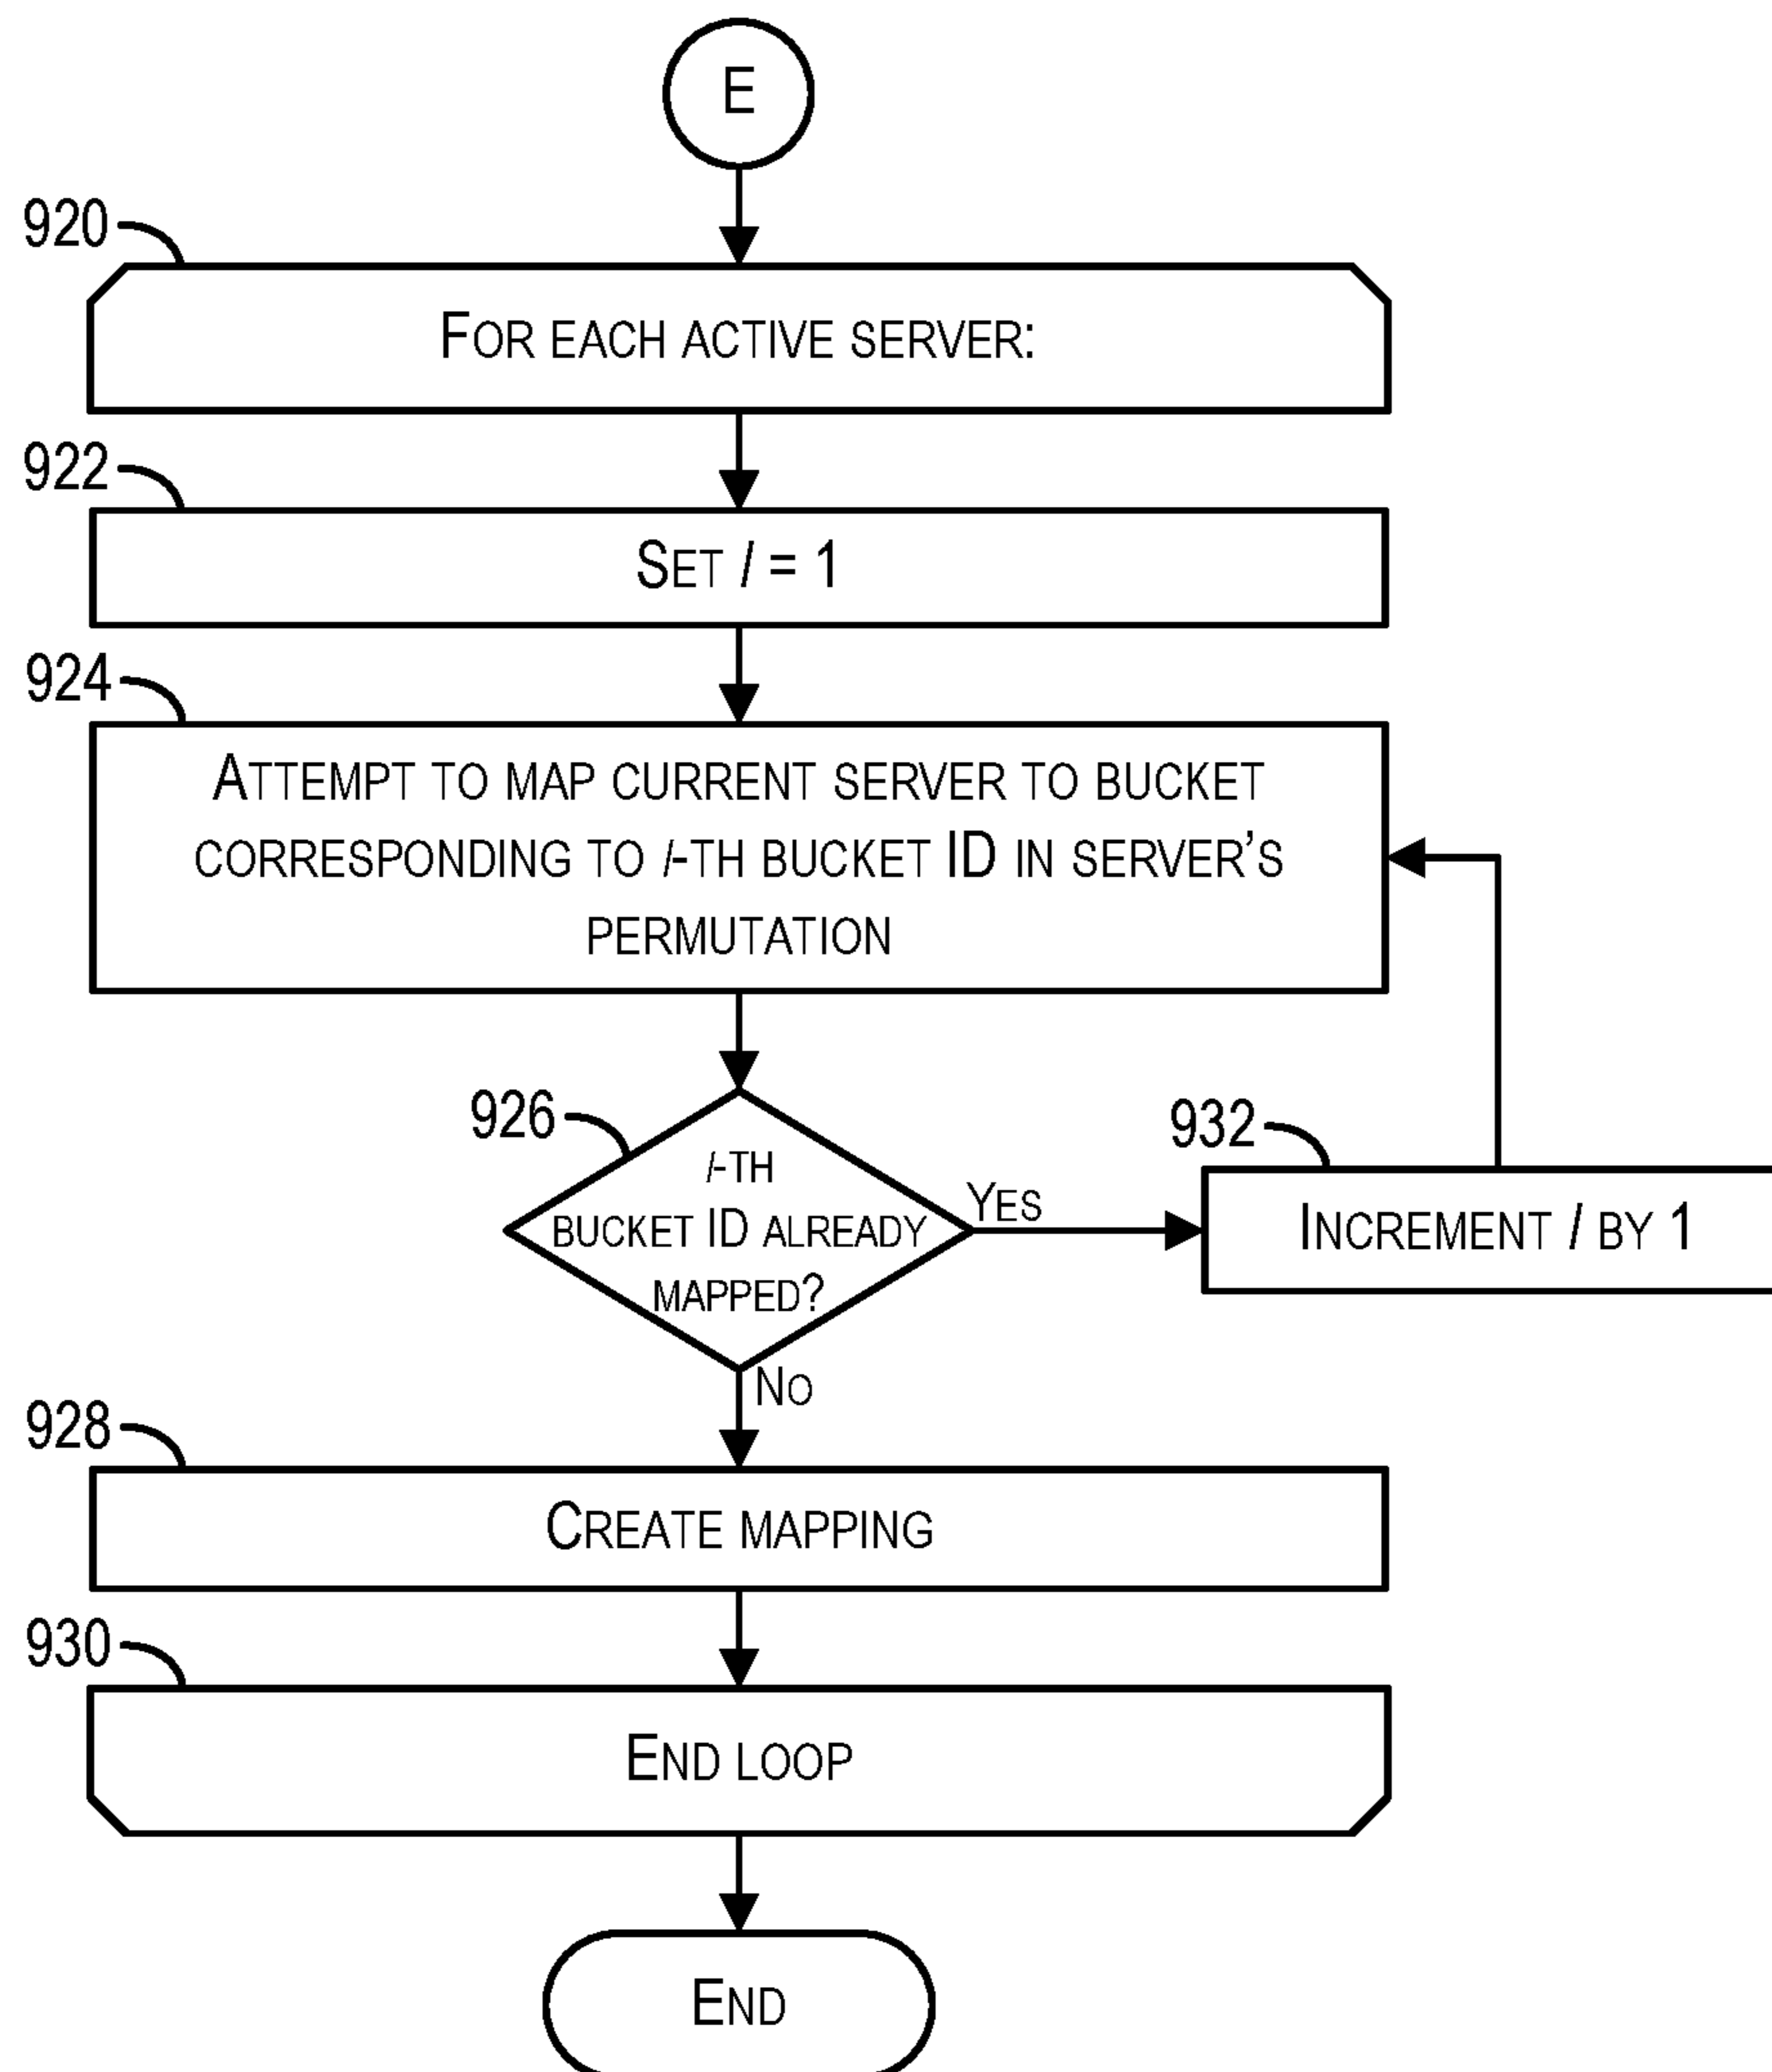 E
920
FOR EACH ACTIVE SERVER:
922
SET I = 1
924
ATTEMPT TO MAP CURRENT SERVER TO BUCKET
CORRESPONDING TO I-TH BUCKET ID IN SERVER'S
PERMUTATION
926
I-TH
BUCKET ID ALREADY
MAPPED?
YES
932
INCREMENT I BY 1
NO
928
CREATE MAPPING
930
END LOOP
END